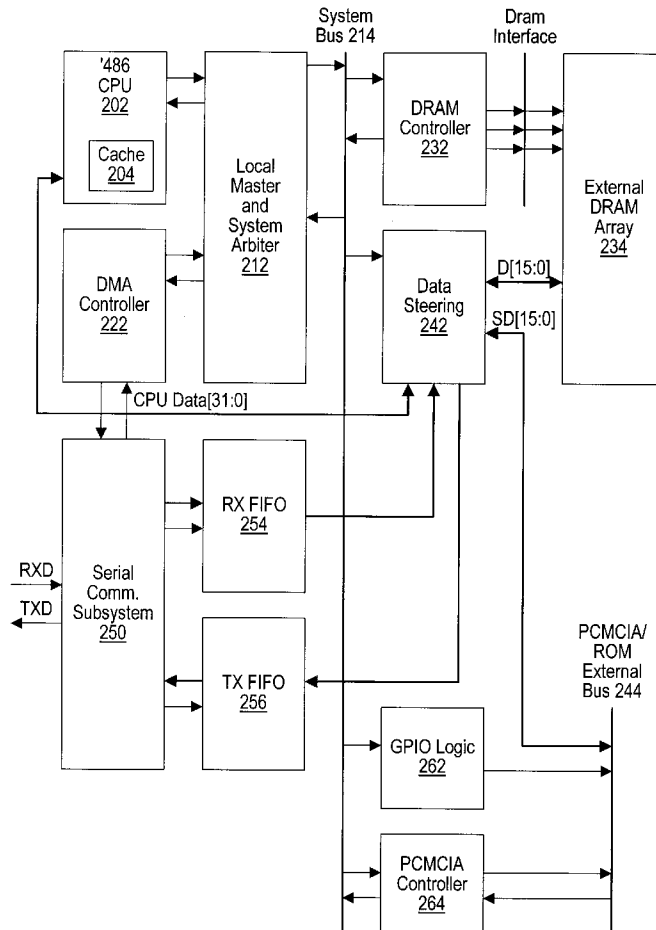 System
Bus 214
Dram
Interface
'486
CPU
202
Cache
204
Local
Master
and
System
Arbiter
212
DRAM
Controller
232
External
DRAM
Array
234
DMA
Controller
222
Data
Steering
242
D[15:0]
SD[15:0]
CPU Data[31:0]
RX FIFO
254
RXD
TXD
Serial
Comm.
Subsystem
250
TX FIFO
256
PCMCIA/
ROM
External
Bus 244
GPIO Logic
262
PCMCIA
Controller
264